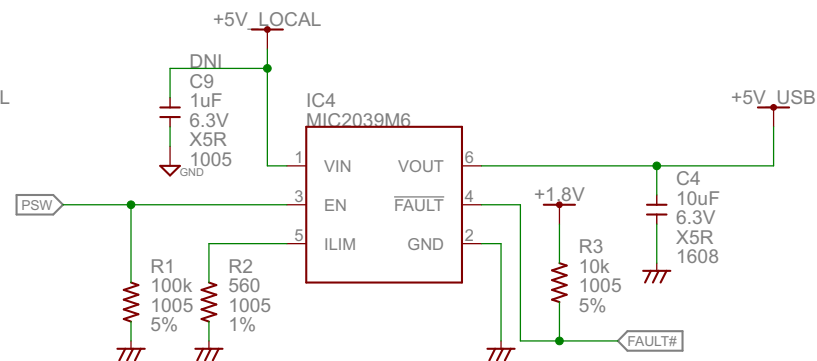 +5V_LOCAL
DNI
C9
1uF
6.3V
X5R
1005
GND
L
IC4
MIC2039M6
1
VIN
VOUT
6
3
EN
FAULT
4
5
ILIM
GND
2
PSW
+5V_USB
+1.8V
C4
10uF
6.3V
X5R
1608
R1
100k
1005
5%
R2
560
1005
1%
R3
10k
1005
5%
FAULT#